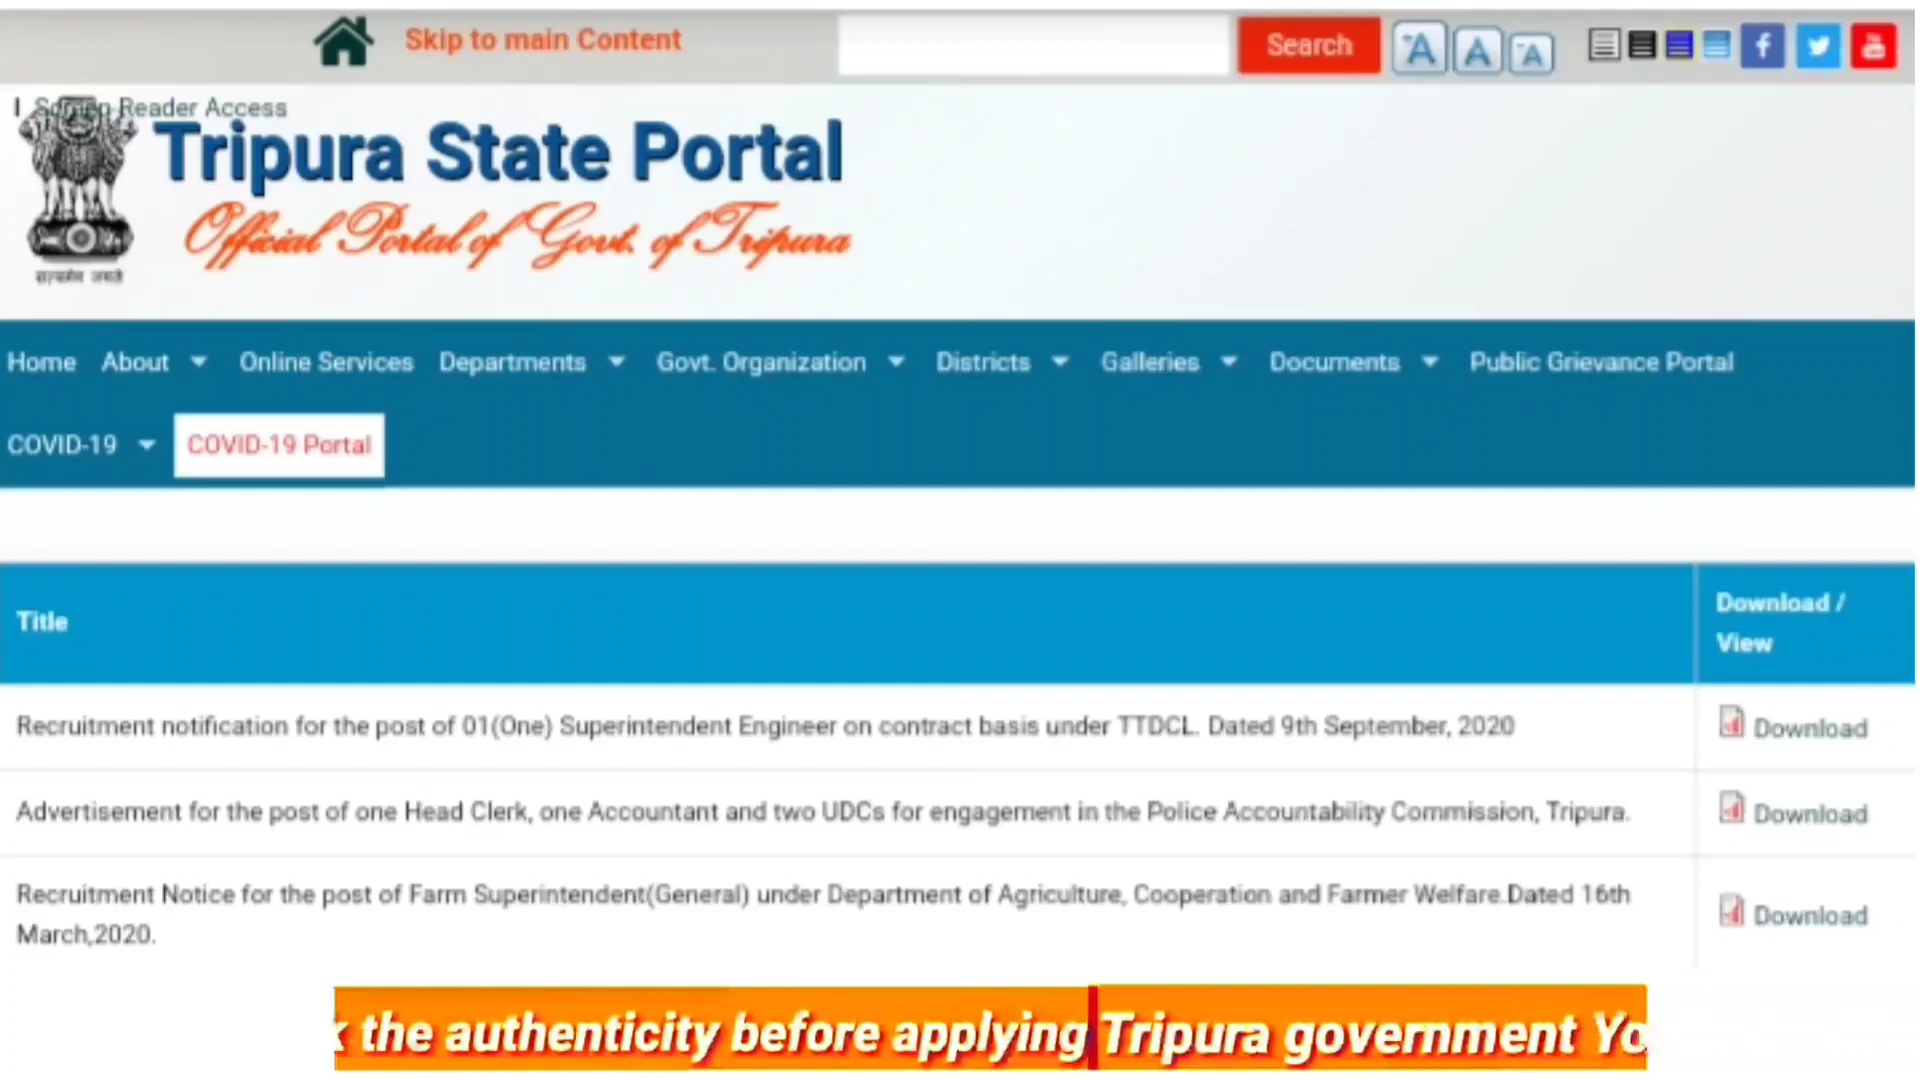 Skip to main Content
Search
A A A
I Screen Reader Access
Tripura State Portal
Official Portal of Govt. of Tripura
सत्यमेव जयते
Home About Online Services Departments Govt. Organization Districts Galleries Documents Public Grievance Portal
COVID-19 COVID-19 Portal
Title
Download /
View
Recruitment notification for the post of 01(One) Superintendent Engineer on contract basis under TTDCL. Dated 9th September, 2020
Download
Advertisement for the post of one Head Clerk, one Accountant and two UDCs for engagement in the Police Accountability Commission, Tripura.
Download
Recruitment Notice for the post of Farm Superintendent(General) under Department of Agriculture, Cooperation and Farmer Welfare.Dated 16th
March,2020.
Download
the authenticity before applying Tripura government